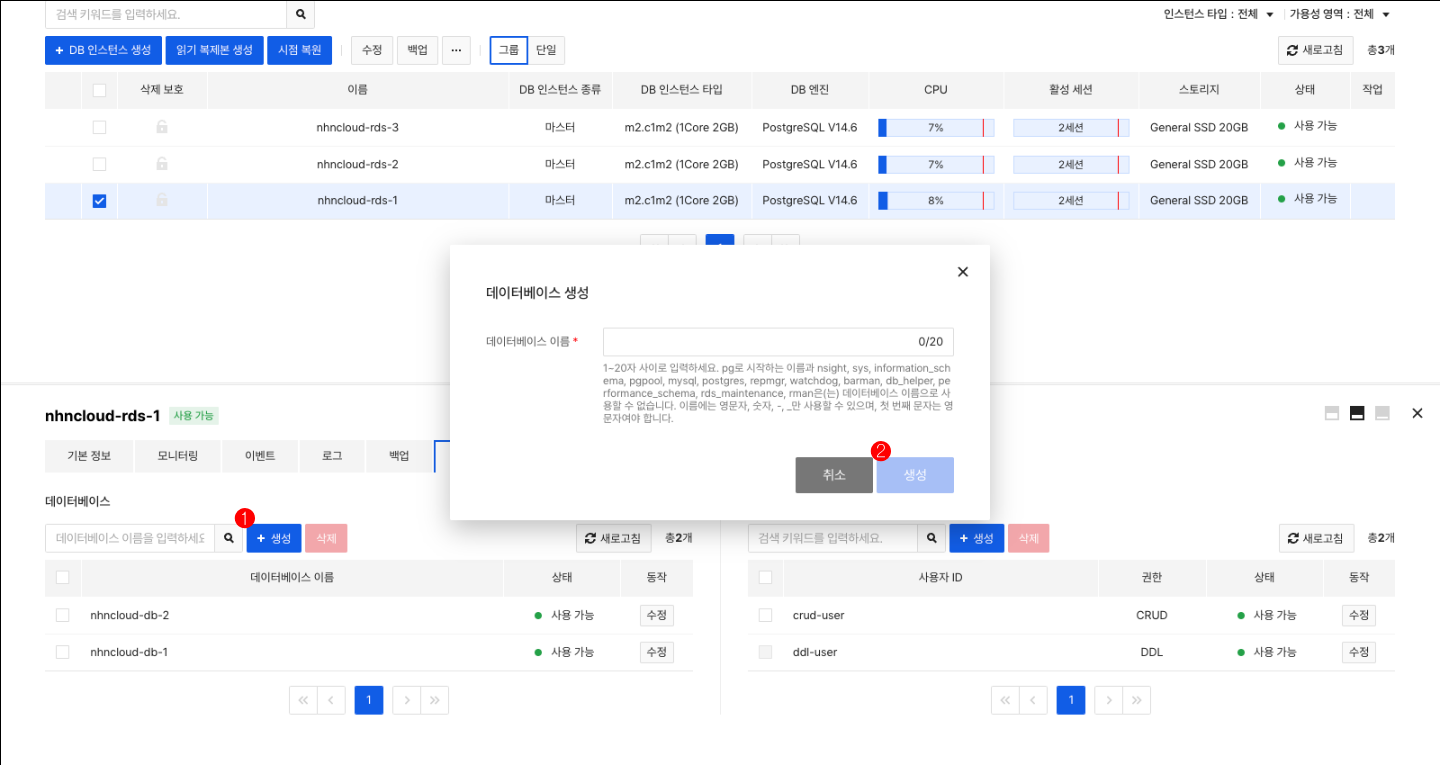 검색 키워드를 입력하세요.
인스턴스 타입 : 전체 가용성 영역 : 전체
+ DB 인스턴스 생성 읽기 복제본 생성 시점 복원 수정 백업 ··· 그룹 단일 새로고침 총3개
삭제 보호 이름 DB 인스턴스 종류 DB 인스턴스 타입 DB 엔진 CPU 활성 세션 스토리지 상태 작업
nhncloud-rds-3 마스터 m2.c1m2 (1Core 2GB) PostgreSQL V14.6 7% 2세션 General SSD 20GB 사용 가능
nhncloud-rds-2 마스터 m2.c1m2 (1Core 2GB) PostgreSQL V14.6 7% 2세션 General SSD 20GB 사용 가능
nhncloud-rds-1 마스터 m2.c1m2 (1Core 2GB) PostgreSQL V14.6 8% 2세션 General SSD 20GB 사용 가능
데이터베이스 생성
데이터베이스 이름 * 0/20
1~20자 사이로 입력하세요. pg로 시작하는 이름과 nsight, sys, information_sch
ema, pgpool, mysql, postgres, repmgr, watchdog, barman, db_helper, pe
rformance_schema, rds_maintenance, rman은(는) 데이터베이스 이름으로 사
용할 수 없습니다. 이름에는 영문자, 숫자, -, _만 사용할 수 있으며, 첫 번째 문자는 영
문자여야 합니다.
2
취소 생성
nhncloud-rds-1 사용 가능
기본 정보 모니터링 이벤트 로그 백업
데이터베이스
1
데이터베이스 이름을 입력하세요 + 생성 삭제 새로고침 총2개
데이터베이스 이름 상태 동작
nhncloud-db-2 사용 가능 수정
nhncloud-db-1 사용 가능 수정
« ‹ 1 › »
검색 키워드를 입력하세요. + 생성 삭제 새로고침 총2개
사용자 ID 권한 상태 동작
crud-user CRUD 사용 가능 수정
ddl-user DDL 사용 가능 수정
« ‹ 1 › »